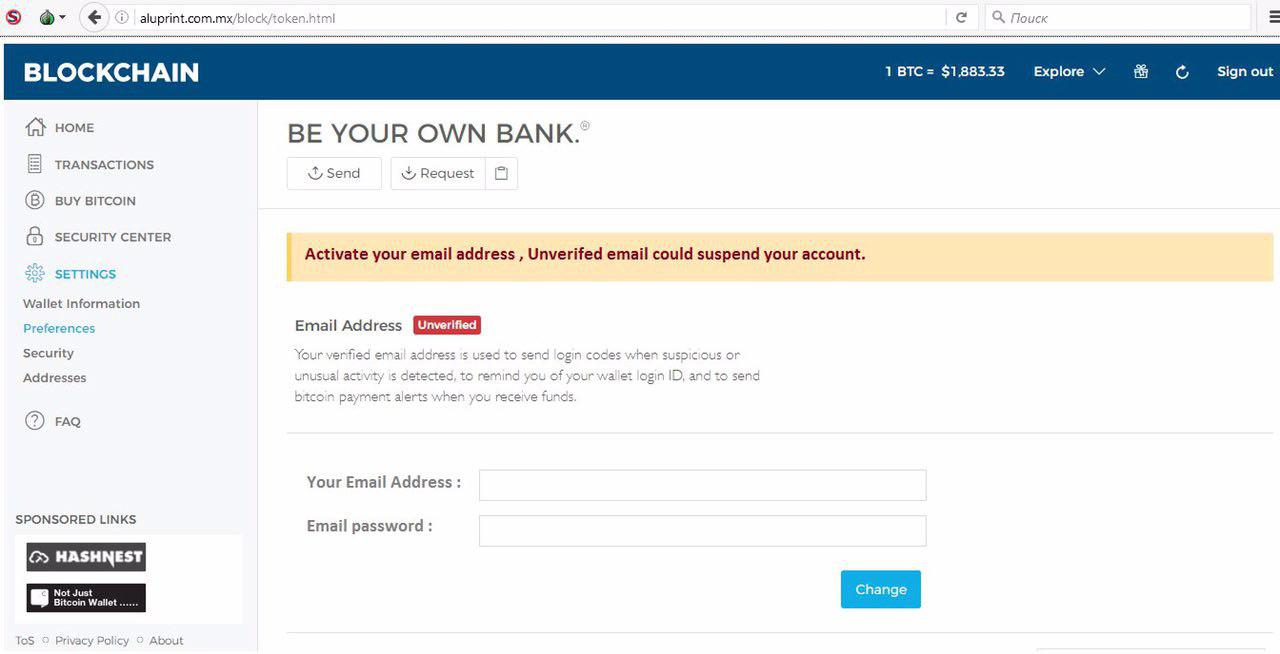 aluprint.com.mx/block/token.html
Поиск
BLOCKCHAIN
1 BTC = $1,883.33
Explore
Sign out
HOME
TRANSACTIONS
BUY BITCOIN
SECURITY CENTER
SETTINGS
Wallet Information
Preferences
Security
Addresses
FAQ
SPONSORED LINKS
HASHNEST
Not Just
Bitcoin Wallet ......
ToS Privacy Policy About
BE YOUR OWN BANK.®
Send
Request
Activate your email address , Unverifed email could suspend your account.
Email Address Unverified
Your verified email address is used to send login codes when suspicious or
unusual activity is detected, to remind you of your wallet login ID, and to send
bitcoin payment alerts when you receive funds.
Your Email Address :
Email password :
Change